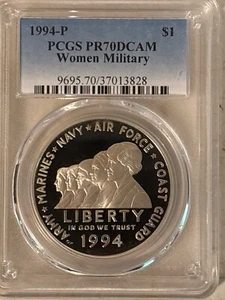 1994-P $1
PCGS PR70DCAM
Women Military
9695.70/37013828
ARMY MARINES NAVY AIR FORCE COAST GUARD
LIBERTY
IN GOD WE TRUST
1994